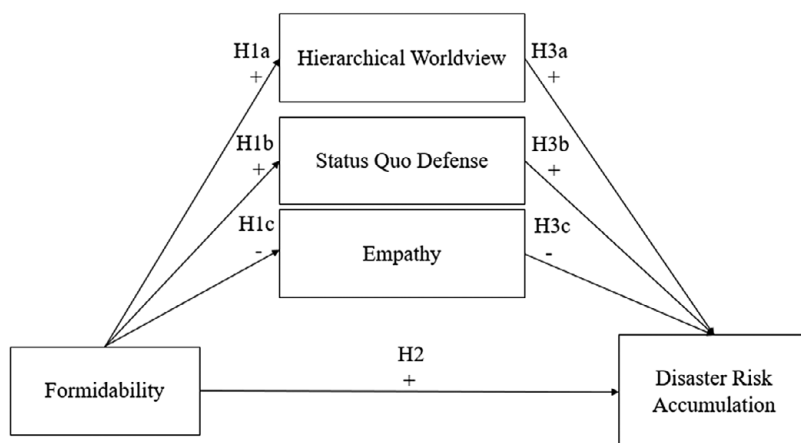 H1a
+
Hierarchical Worldview
H3a
+
H1b
+
Status Quo Defense
H3b
+
H1c
-
Empathy
H3c
-
Formidability
H2
+
Disaster Risk
Accumulation